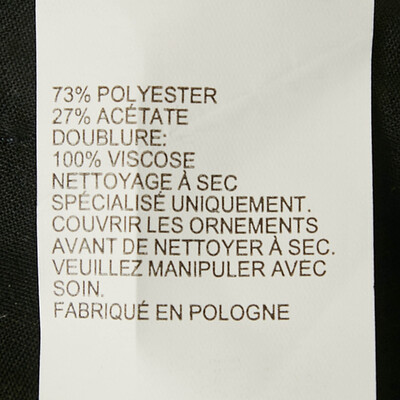 73% POLYESTER
27% ACÉTATE
DOUBLURE:
100% VISCOSE
NETTOYAGE À SEC
SPÉCIALISÉ UNIQUEMENT.
COUVRIR LES ORNEMENTS
AVANT DE NETTOYER À SEC.
VEUILLEZ MANIPULER AVEC
SOIN.
FABRIQUÉ EN POLOGNE